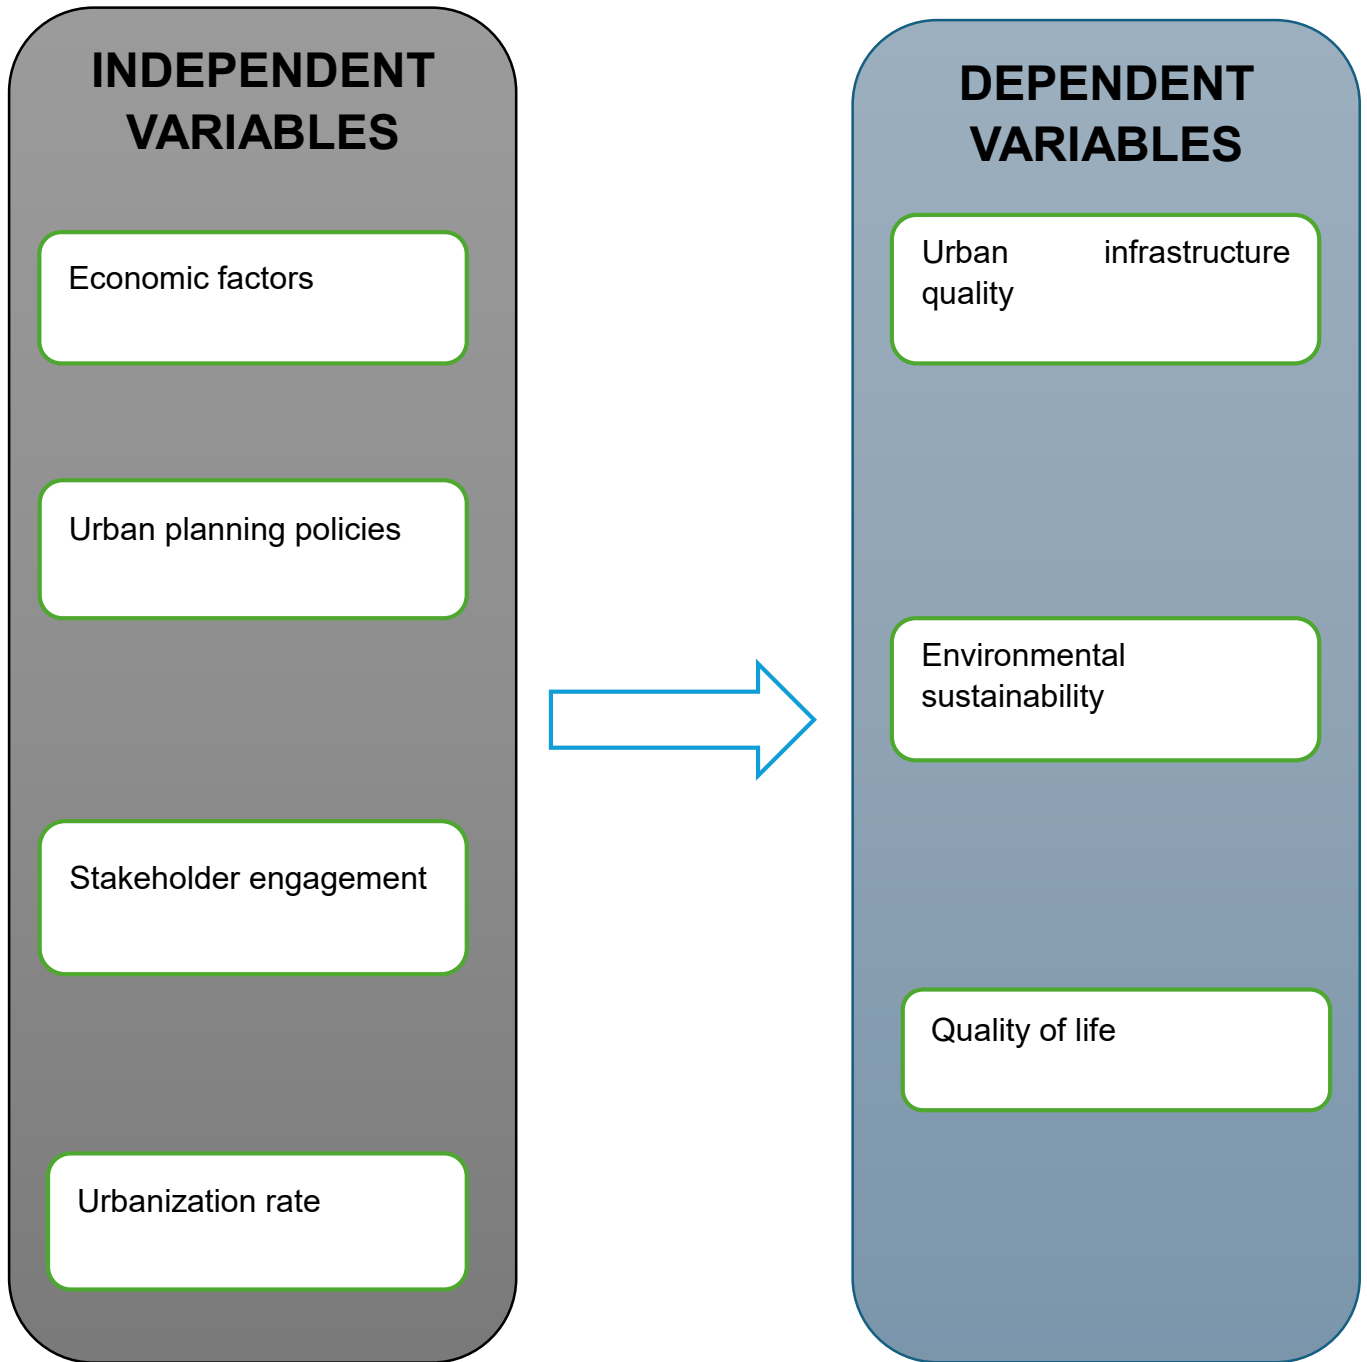 INDEPENDENT
VARIABLES
Economic factors
Urban planning policies
Stakeholder engagement
Urbanization rate
DEPENDENT
VARIABLES
Urban infrastructure
quality
Environmental
sustainability
Quality of life